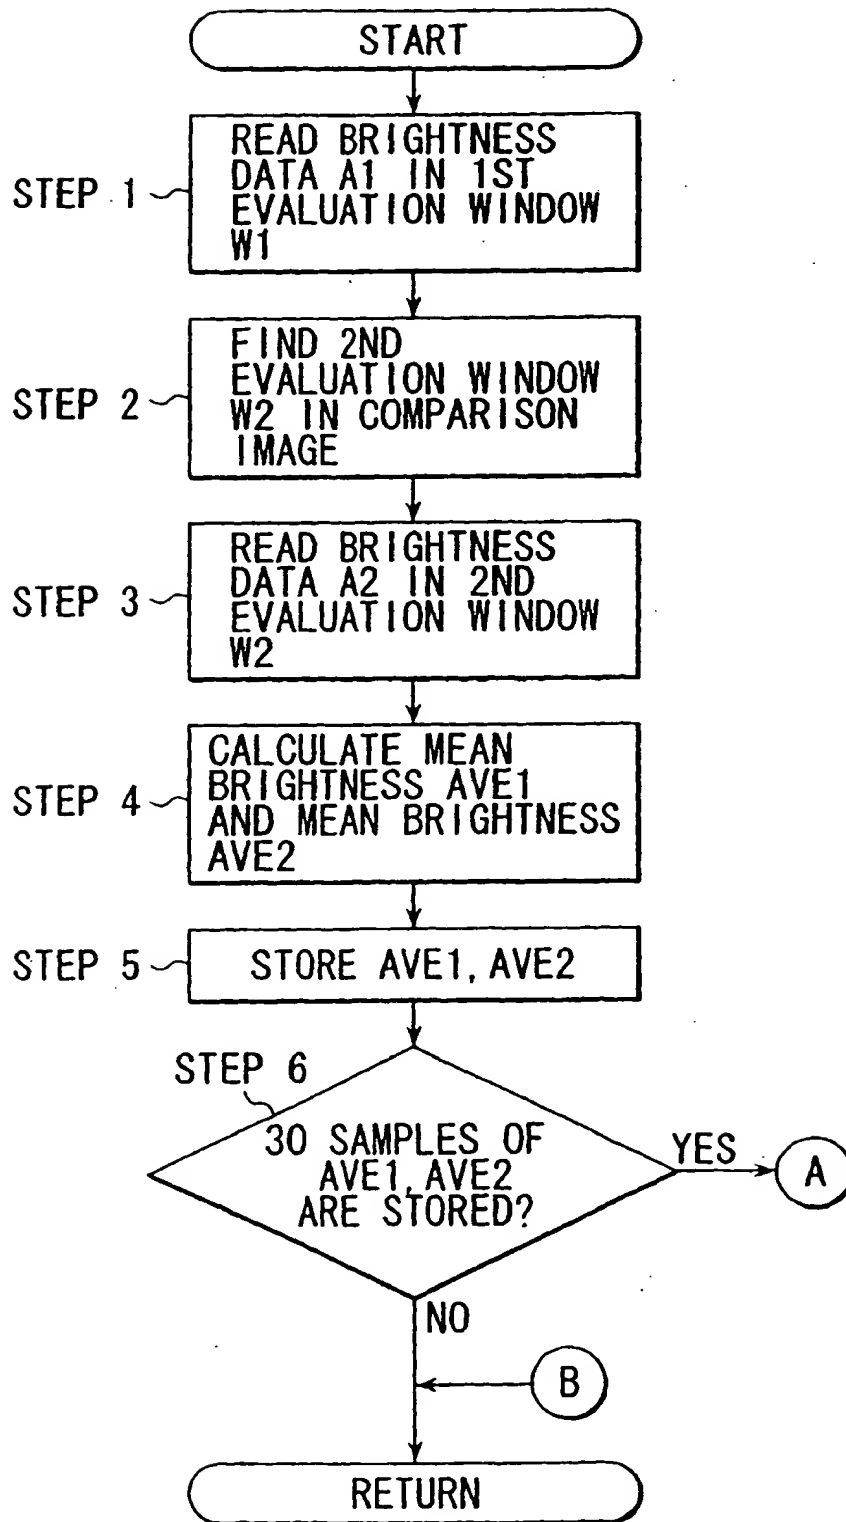 START
STEP 1
READ BRIGHTNESS
DATA A1 IN 1ST
EVALUATION WINDOW
W1
STEP 2
FIND 2ND
EVALUATION WINDOW
W2 IN COMPARISON
IMAGE
STEP 3
READ BRIGHTNESS
DATA A2 IN 2ND
EVALUATION WINDOW
W2
STEP 4
CALCULATE MEAN
BRIGHTNESS AVE1
AND MEAN BRIGHTNESS
AVE2
STEP 5
STORE AVE1, AVE2
STEP 6
30 SAMPLES OF
AVE1, AVE2
ARE STORED?
YES
A
NO
B
RETURN